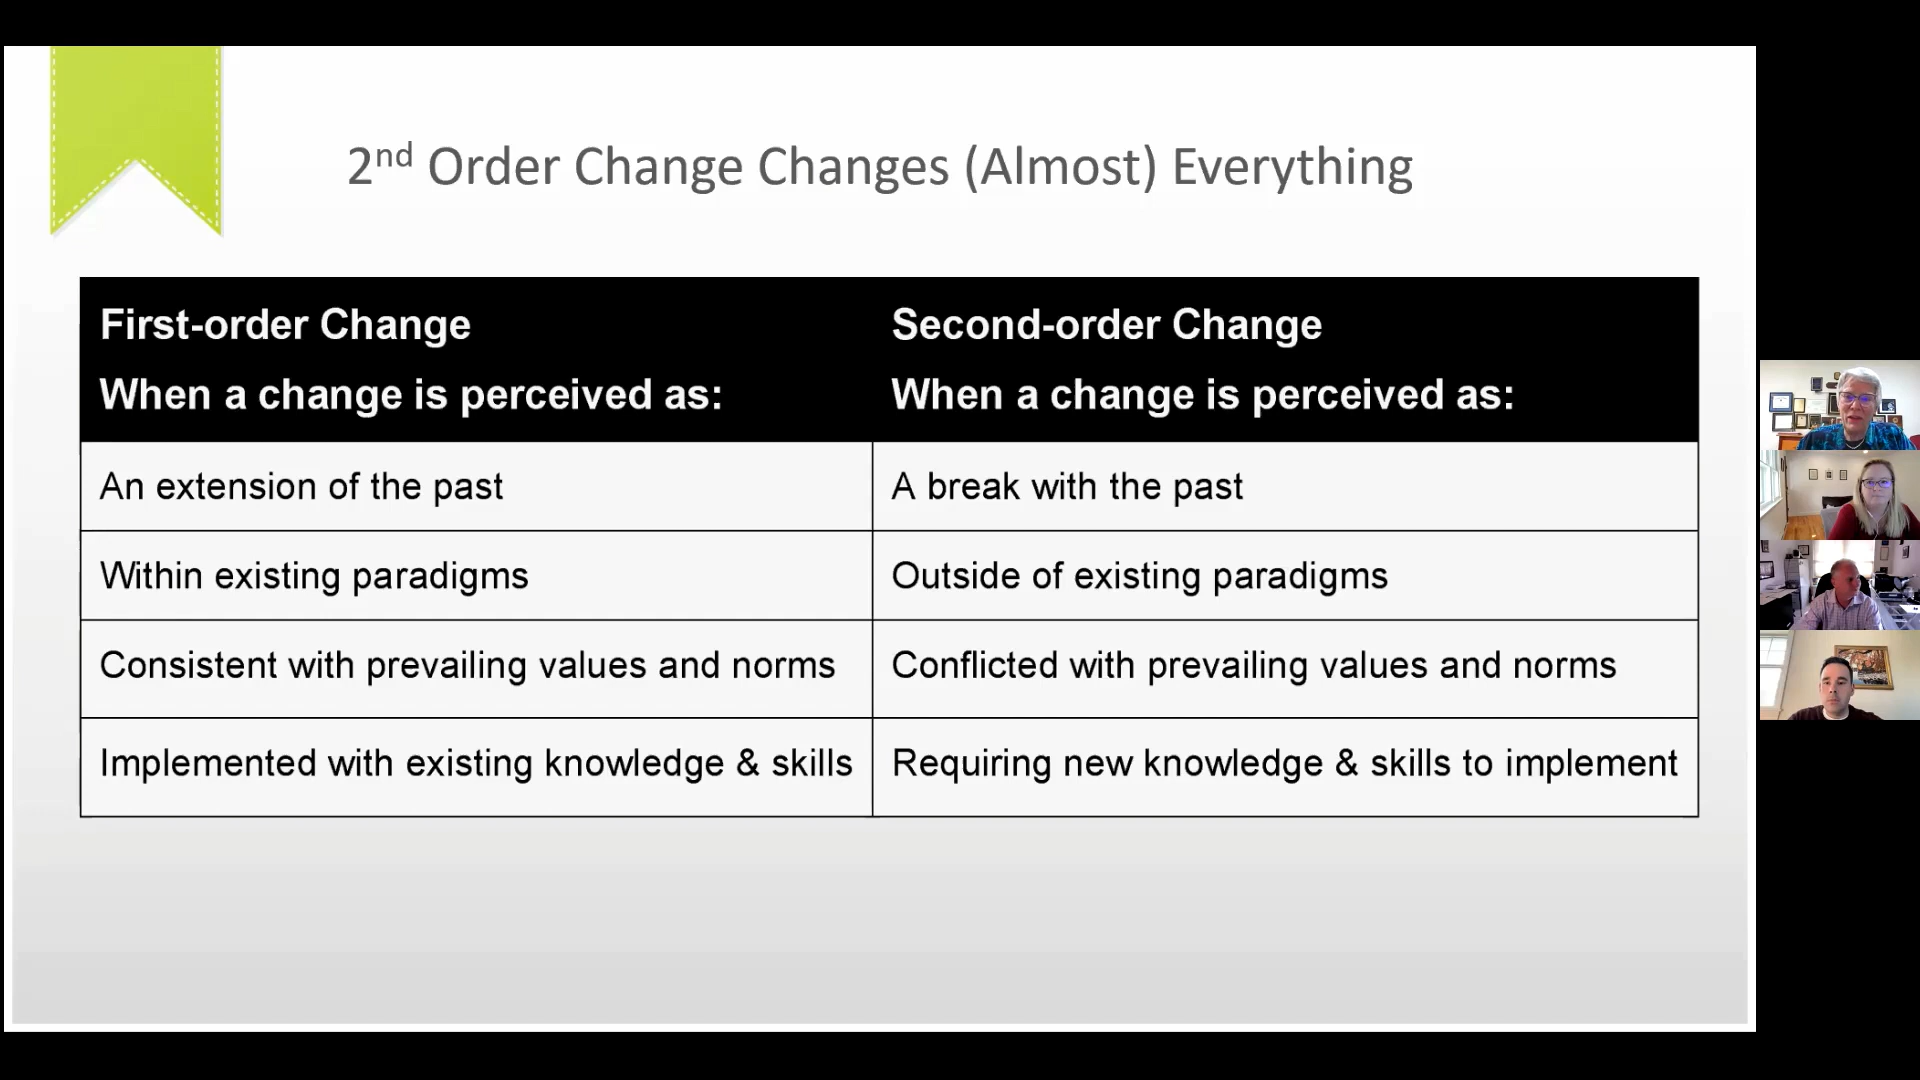 2nd Order Change Changes (Almost) Everything
First-order Change
When a change is perceived as:
Second-order Change
When a change is perceived as:
An extension of the past
A break with the past
Within existing paradigms
Outside of existing paradigms
Consistent with prevailing values and norms
Conflicted with prevailing values and norms
Implemented with existing knowledge & skills
Requiring new knowledge & skills to implement